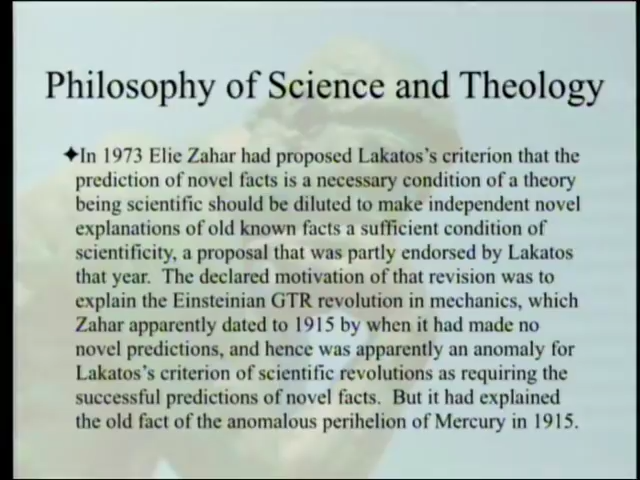 Philosophy of Science and Theology
✦In 1973 Elie Zahar had proposed Lakatos's criterion that the
prediction of novel facts is a necessary condition of a theory
being scientific should be diluted to make independent novel
explanations of old known facts a sufficient condition of
scientificity, a proposal that was partly endorsed by Lakatos
that year. The declared motivation of that revision was to
explain the Einsteinian GTR revolution in mechanics, which
Zahar apparently dated to 1915 by when it had made no
novel predictions, and hence was apparently an anomaly for
Lakatos's criterion of scientific revolutions as requiring the
successful predictions of novel facts. But it had explained
the old fact of the anomalous perihelion of Mercury in 1915.